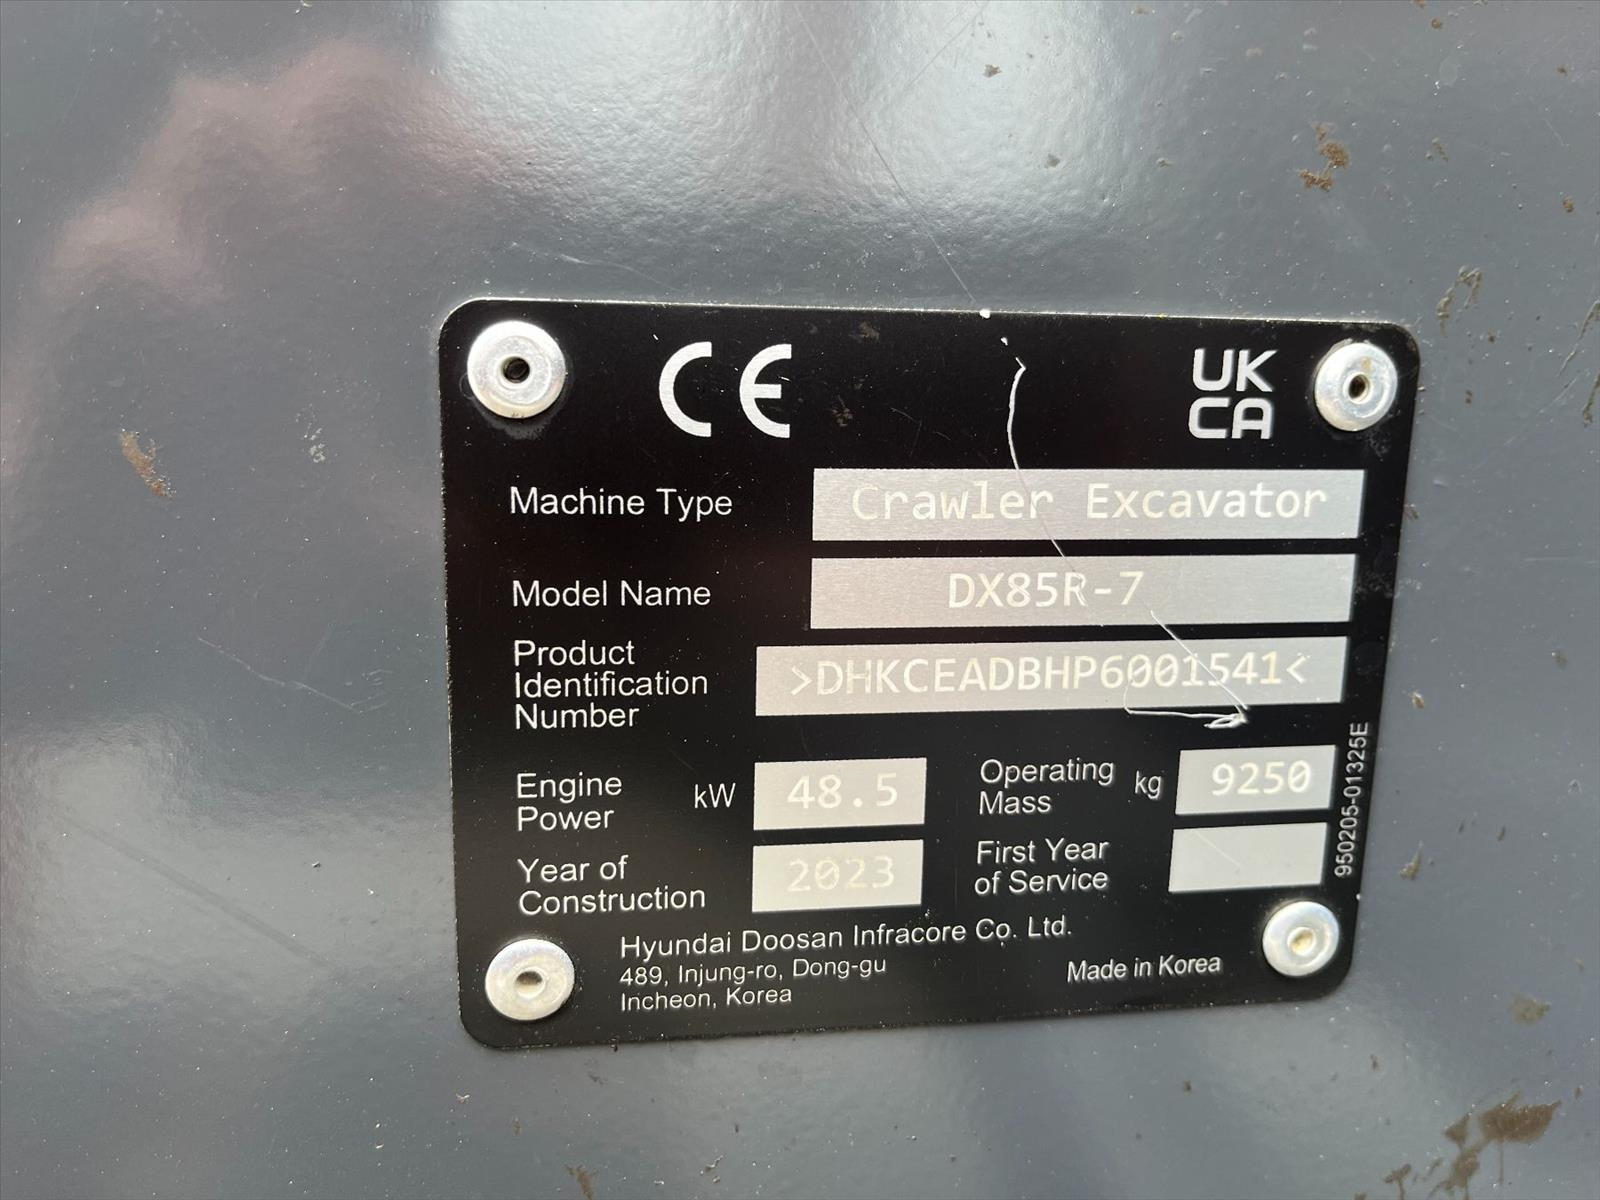 CE
UK
CA
Machine Type Crawler Excavator
Model Name DX85R-7
Product
Identification
Number
>DHKCEADBHP6001541<
Engine
Power
kW 48.5
Operating
Mass
kg 9250
Year of
Construction
2023
First Year
of Service
950205-01325E
Hyundai Doosan Infracore Co. Ltd.
489, Injung-ro, Dong-gu
Incheon, Korea
Made in Korea